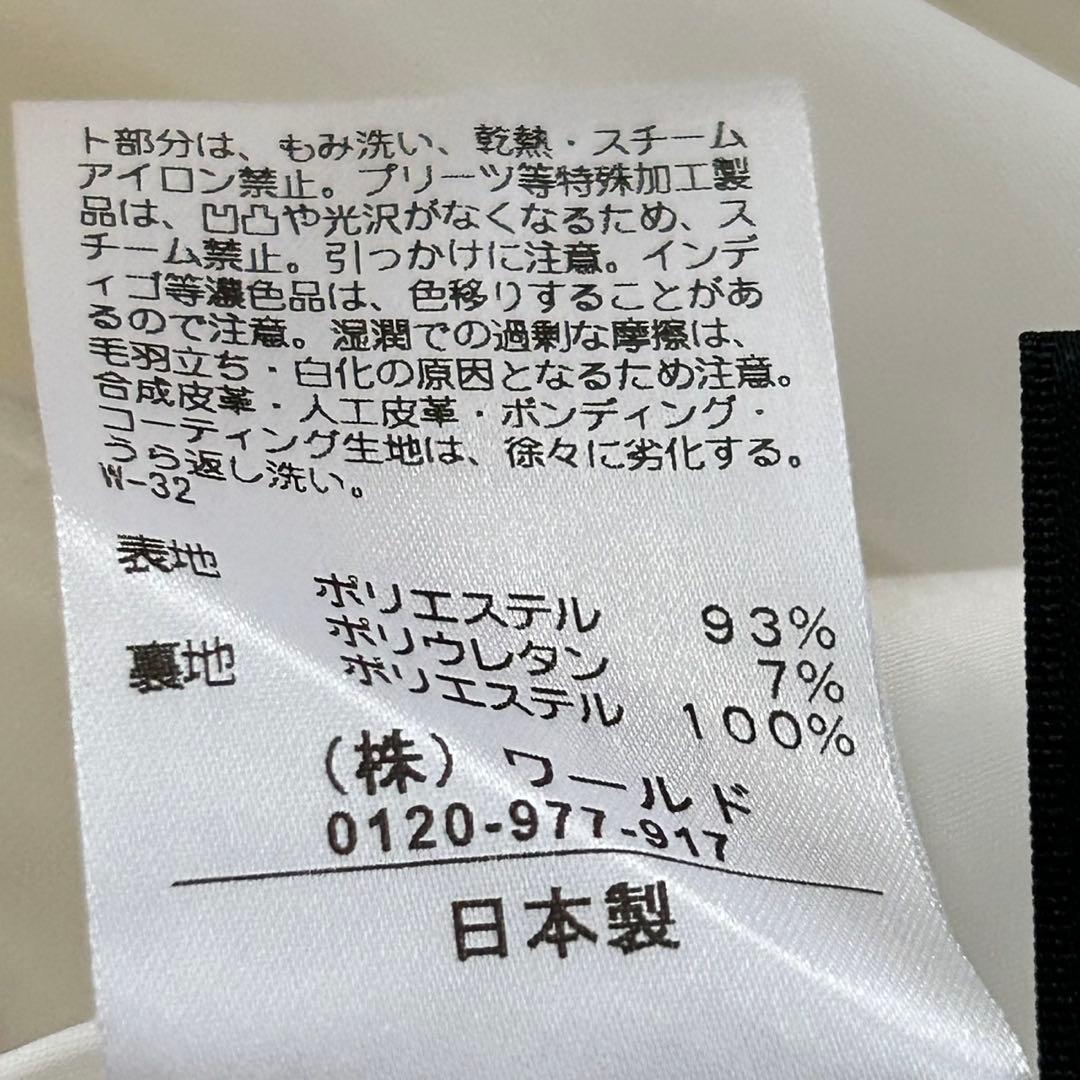 ト部分は、もみ洗い、乾熱・スチーム
アイロン禁止。プリーツ等特殊加工製
品は、凹凸や光沢がなくなるため、ス
チーム禁止。引っかけに注意。インデ
ィゴ等濃色品は、色移りすることがあ
るので注意。湿潤での過剰な摩擦は、
毛羽立ち・白化の原因となるため注意。
合成皮革・人工皮革・ボンディング・
コーティング生地は、徐々に劣化する。
うら返し洗い。
W-32
表地
ポリエステル 93%
ポリウレタン 7%
裏地
ポリエステル 100%
(株) ワールド
0120-977-917
日本製